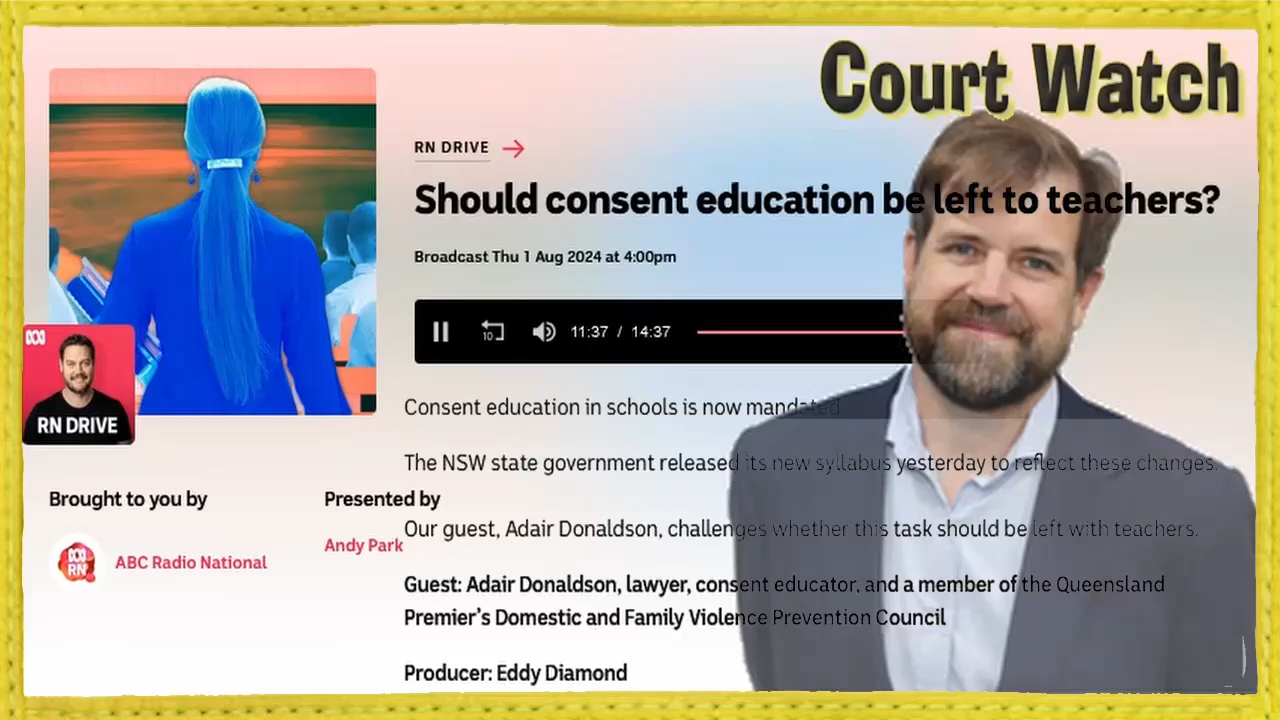 Court Watch
RN DRIVE
Should consent education be left to teachers?
Broadcast Thu 1 Aug 2024 at 4:00pm
10
11:37 / 14:37
Consent education in schools is now mandated
The NSW state government released its new syllabus yesterday to reflect these changes.
Our guest, Adair Donaldson, challenges whether this task should be left with teachers.
Guest: Adair Donaldson, lawyer, consent educator, and a member of the Queensland
Premier's Domestic and Family Violence Prevention Council
Producer: Eddy Diamond
RN DRIVE
Brought to you by
RN
ABC Radio National
Presented by
Andy Park